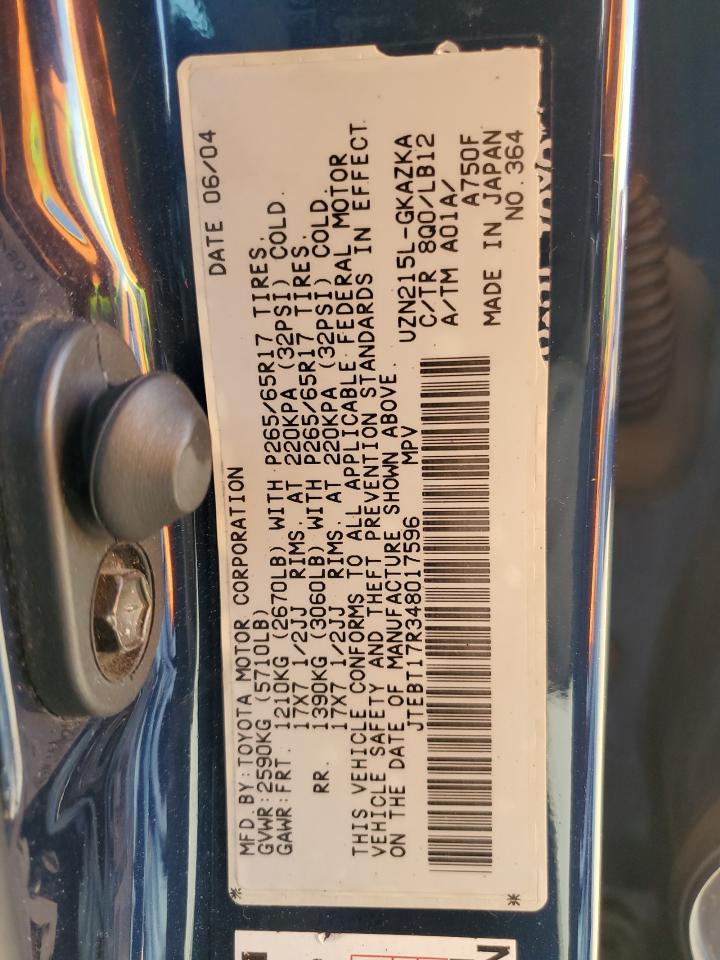 MFD. BY: TOYOTA MOTOR CORPORATION DATE 06/04
GVWR: 2590KG (5710LB)
GAWR: FRT. 1210KG (2670LB) WITH P265/65R17 TIRES.
17X7 1/2JJ RIMS. AT 220KPA (32PSI) COLD.
RR. 1390KG (3060LB) WITH P265/65R17 TIRES.
17X7 1/2JJ RIMS. AT 220KPA (32PSI) COLD.
THIS VEHICLE CONFORMS TO ALL APPLICABLE FEDERAL MOTOR
VEHICLE SAFETY AND THEFT PREVENTION STANDARDS IN EFFECT
ON THE DATE OF MANUFACTURE SHOWN ABOVE.
JTEBT17R348017596 MPV
UZN215L-GKAZKA
C/TR 8Q0/LB12
A/TM A01A/
A750F
MADE IN JAPAN
NO.364
* *